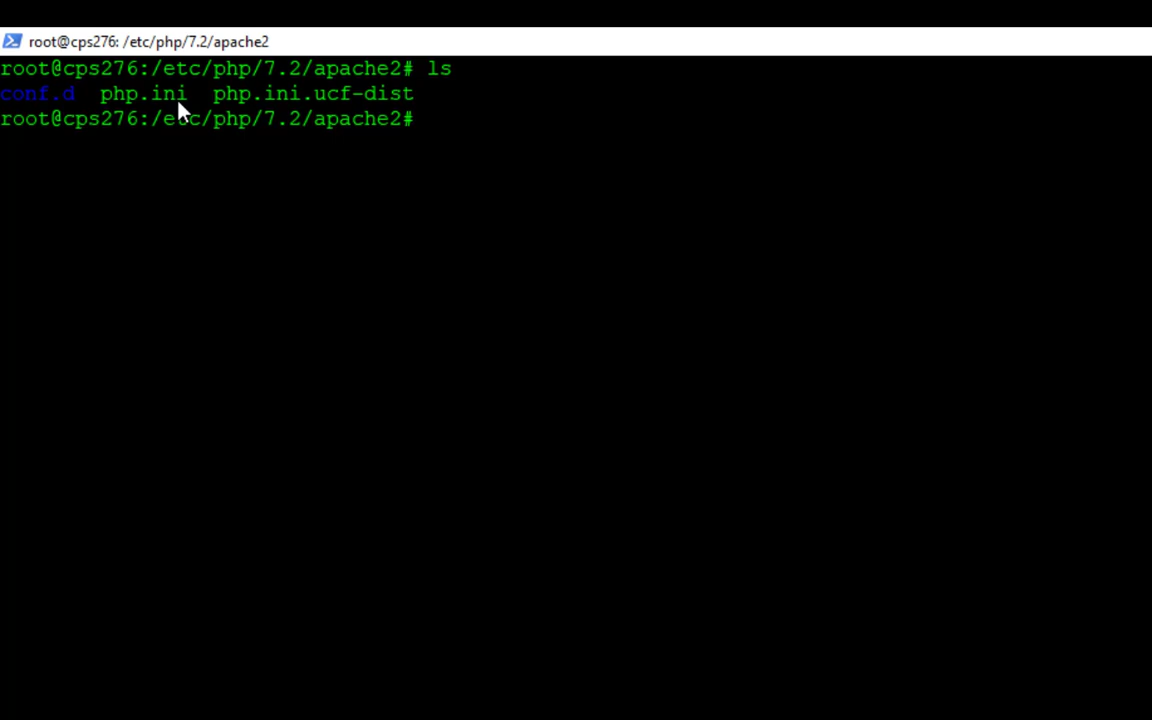 root@cps276: /etc/php/7.2/apache2
root@cps276:/etc/php/7.2/apache2# ls
conf.d  php.ini  php.ini.ucf-dist
root@cps276:/etc/php/7.2/apache2#